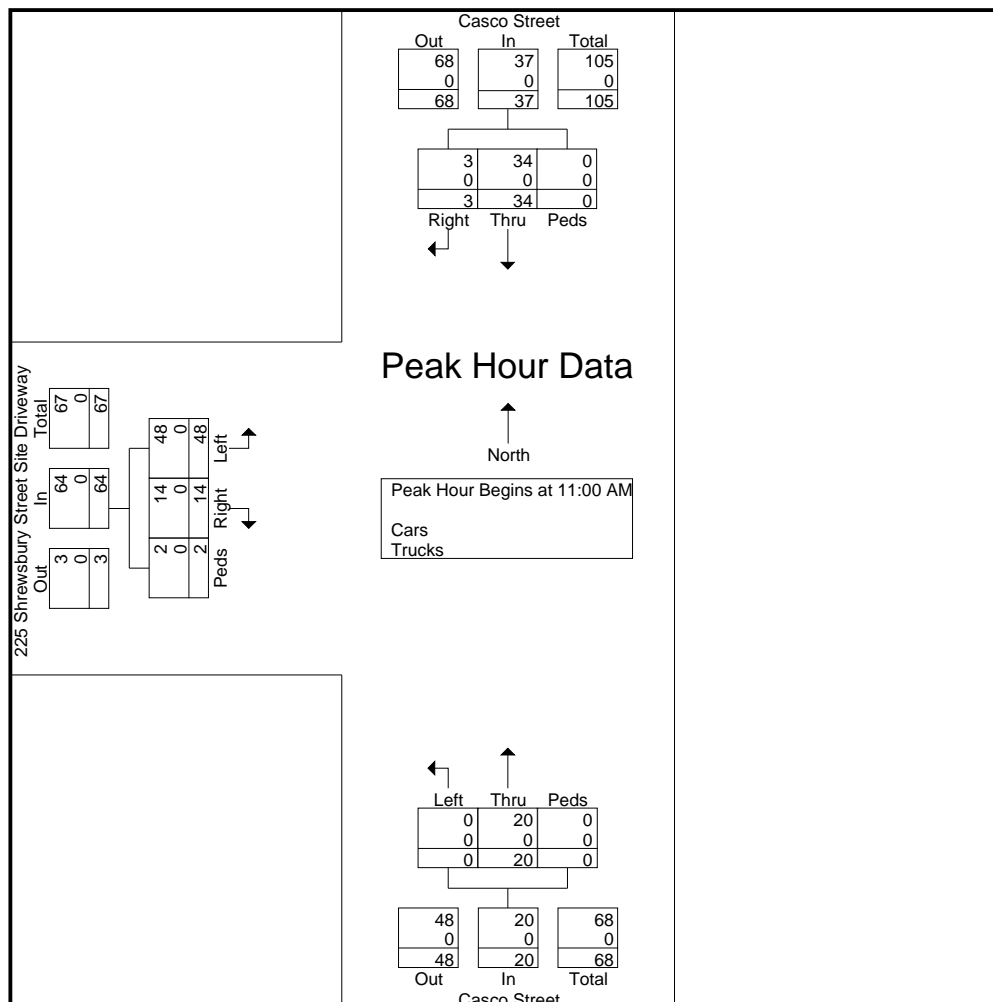 Casco Street
Out In Total
68 37 105
0 0 0
68 37 105
3 34 0
0 0 0
3 34 0
Right Thru Peds
Peak Hour Data
North
Peak Hour Begins at 11:00 AM
Cars
Trucks
225 Shrewsbury Street Site Driveway
Out In Total
3 64 67
0 0 0
3 64 67
2 14 48
0 0 0
2 14 48
Peds Right Left
Left Thru Peds
0 20 0
0 0 0
0 20 0
48 20 68
0 0 0
48 20 68
Out In Total
Casco Street